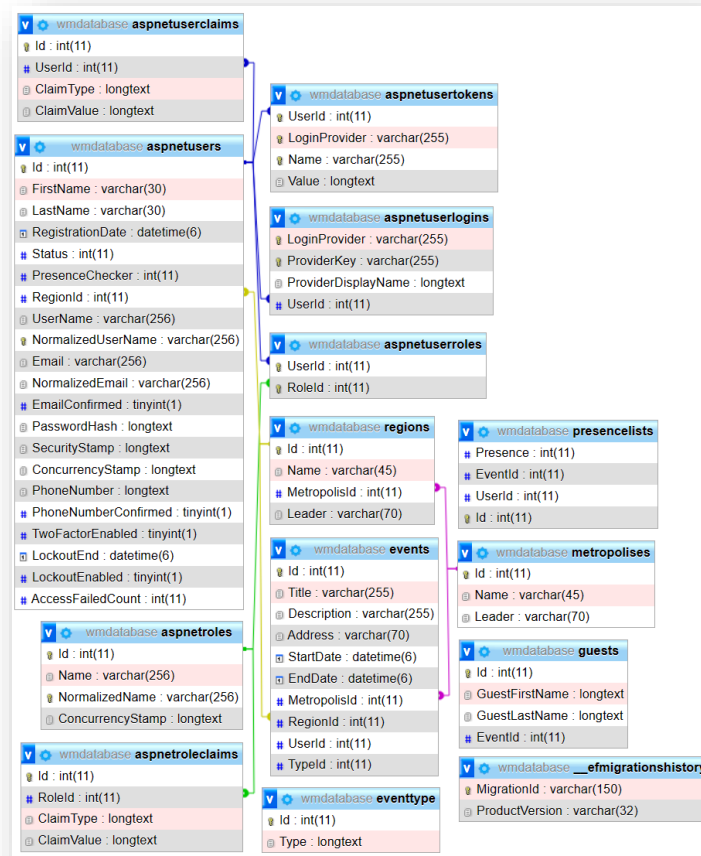 wmdatabase aspnetuserclaims
Id : int(11)
UserId : int(11)
ClaimType : longtext
ClaimValue : longtext
wmdatabase aspnetusers
Id : int(11)
FirstName : varchar(30)
LastName : varchar(30)
RegistrationDate : datetime(6)
Status : int(11)
PresenceChecker : int(11)
RegionId : int(11)
UserName : varchar(256)
NormalizedUserName : varchar(256)
Email : varchar(256)
NormalizedEmail : varchar(256)
EmailConfirmed : tinyint(1)
PasswordHash : longtext
SecurityStamp : longtext
ConcurrencyStamp : longtext
PhoneNumber : longtext
PhoneNumberConfirmed : tinyint(1)
TwoFactorEnabled : tinyint(1)
LockoutEnd : datetime(6)
LockoutEnabled : tinyint(1)
AccessFailedCount : int(11)
wmdatabase aspnetroles
Id : int(11)
Name : varchar(256)
NormalizedName : varchar(256)
ConcurrencyStamp : longtext
wmdatabase aspnetroleclaims
Id : int(11)
RoleId : int(11)
ClaimType : longtext
ClaimValue : longtext
wmdatabase aspnetusertokens
UserId : int(11)
LoginProvider : varchar(255)
Name : varchar(255)
Value : longtext
wmdatabase aspnetuserlogins
LoginProvider : varchar(255)
ProviderKey : varchar(255)
ProviderDisplayName : longtext
UserId : int(11)
wmdatabase aspnetuserroles
UserId : int(11)
RoleId : int(11)
wmdatabase regions
Id : int(11)
Name : varchar(45)
MetropolisId : int(11)
Leader : varchar(70)
wmdatabase events
Id : int(11)
Title : varchar(255)
Description : varchar(255)
Address : varchar(70)
StartDate : datetime(6)
EndDate : datetime(6)
MetropolisId : int(11)
RegionId : int(11)
UserId : int(11)
TypeId : int(11)
wmdatabase eventtype
Id : int(11)
Type : longtext
wmdatabase presencelists
Presence : int(11)
EventId : int(11)
UserId : int(11)
Id : int(11)
wmdatabase metropolises
Id : int(11)
Name : varchar(45)
Leader : varchar(70)
wmdatabase guests
Id : int(11)
GuestFirstName : longtext
GuestLastName : longtext
EventId : int(11)
wmdatabase __efmigrationshistory
MigrationId : varchar(150)
ProductVersion : varchar(32)